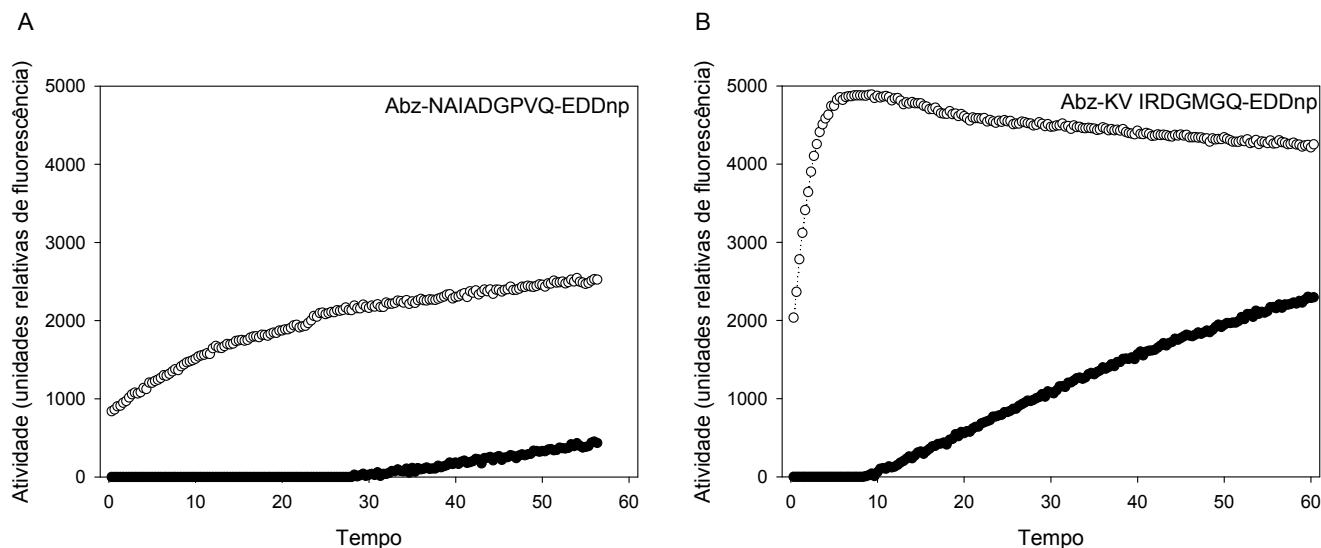 A
B
Atividade (unidades relativas de fluorescência)
5000
4000
3000
2000
1000
0
Abz-NAIADGPVQ-EDDnp
0 10 20 30 40 50 60
Tempo
Atividade (unidades relativas de fluorescência)
5000
4000
3000
2000
1000
0
Abz-KV IRDGMGQ-EDDnp
0 10 20 30 40 50 60
Tempo